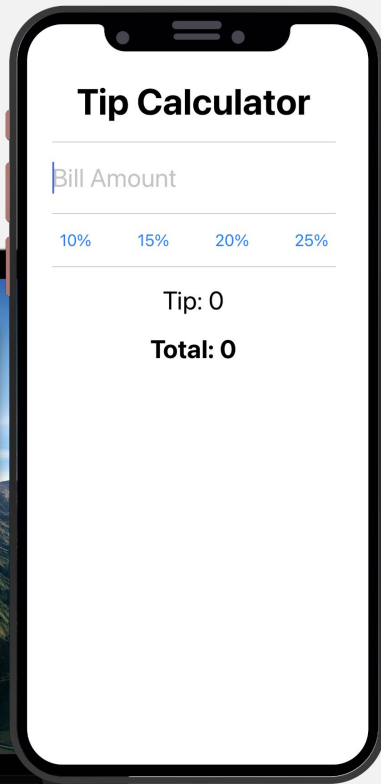 Tip Calculator
Bill Amount
10% 15% 20% 25%
Tip: 0
Total: 0